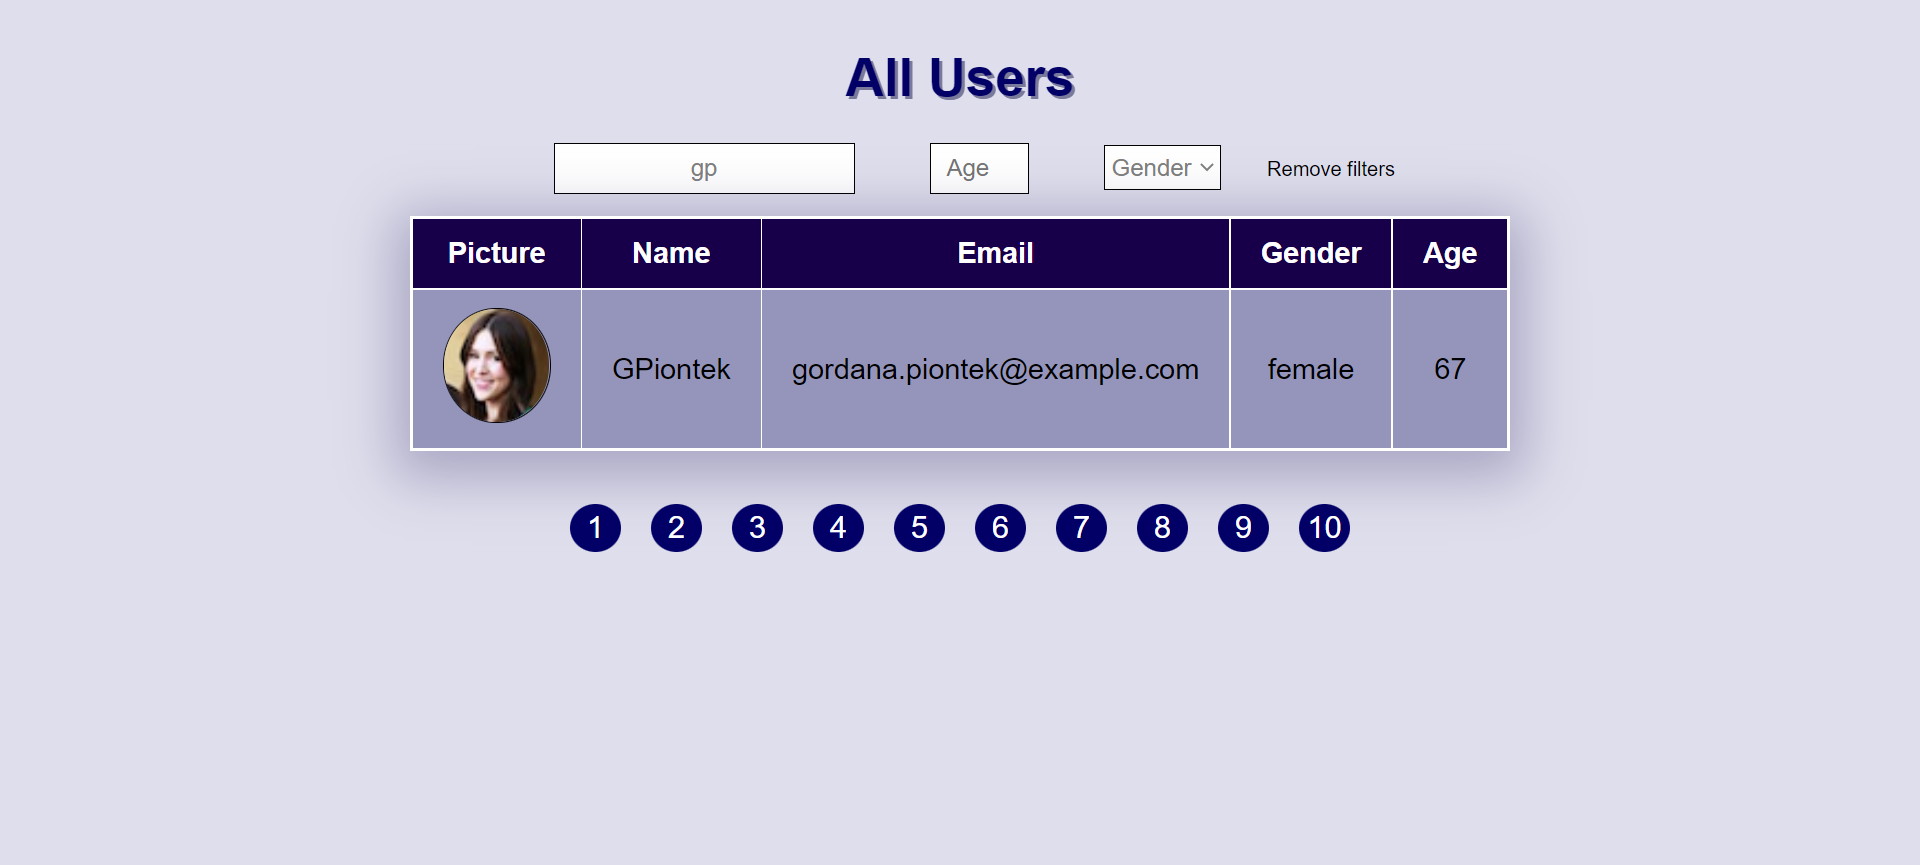 All Users
gp Age Gender Remove filters
Picture Name Email Gender Age
GPiontek gordana.piontek@example.com female 67
1 2 3 4 5 6 7 8 9 10